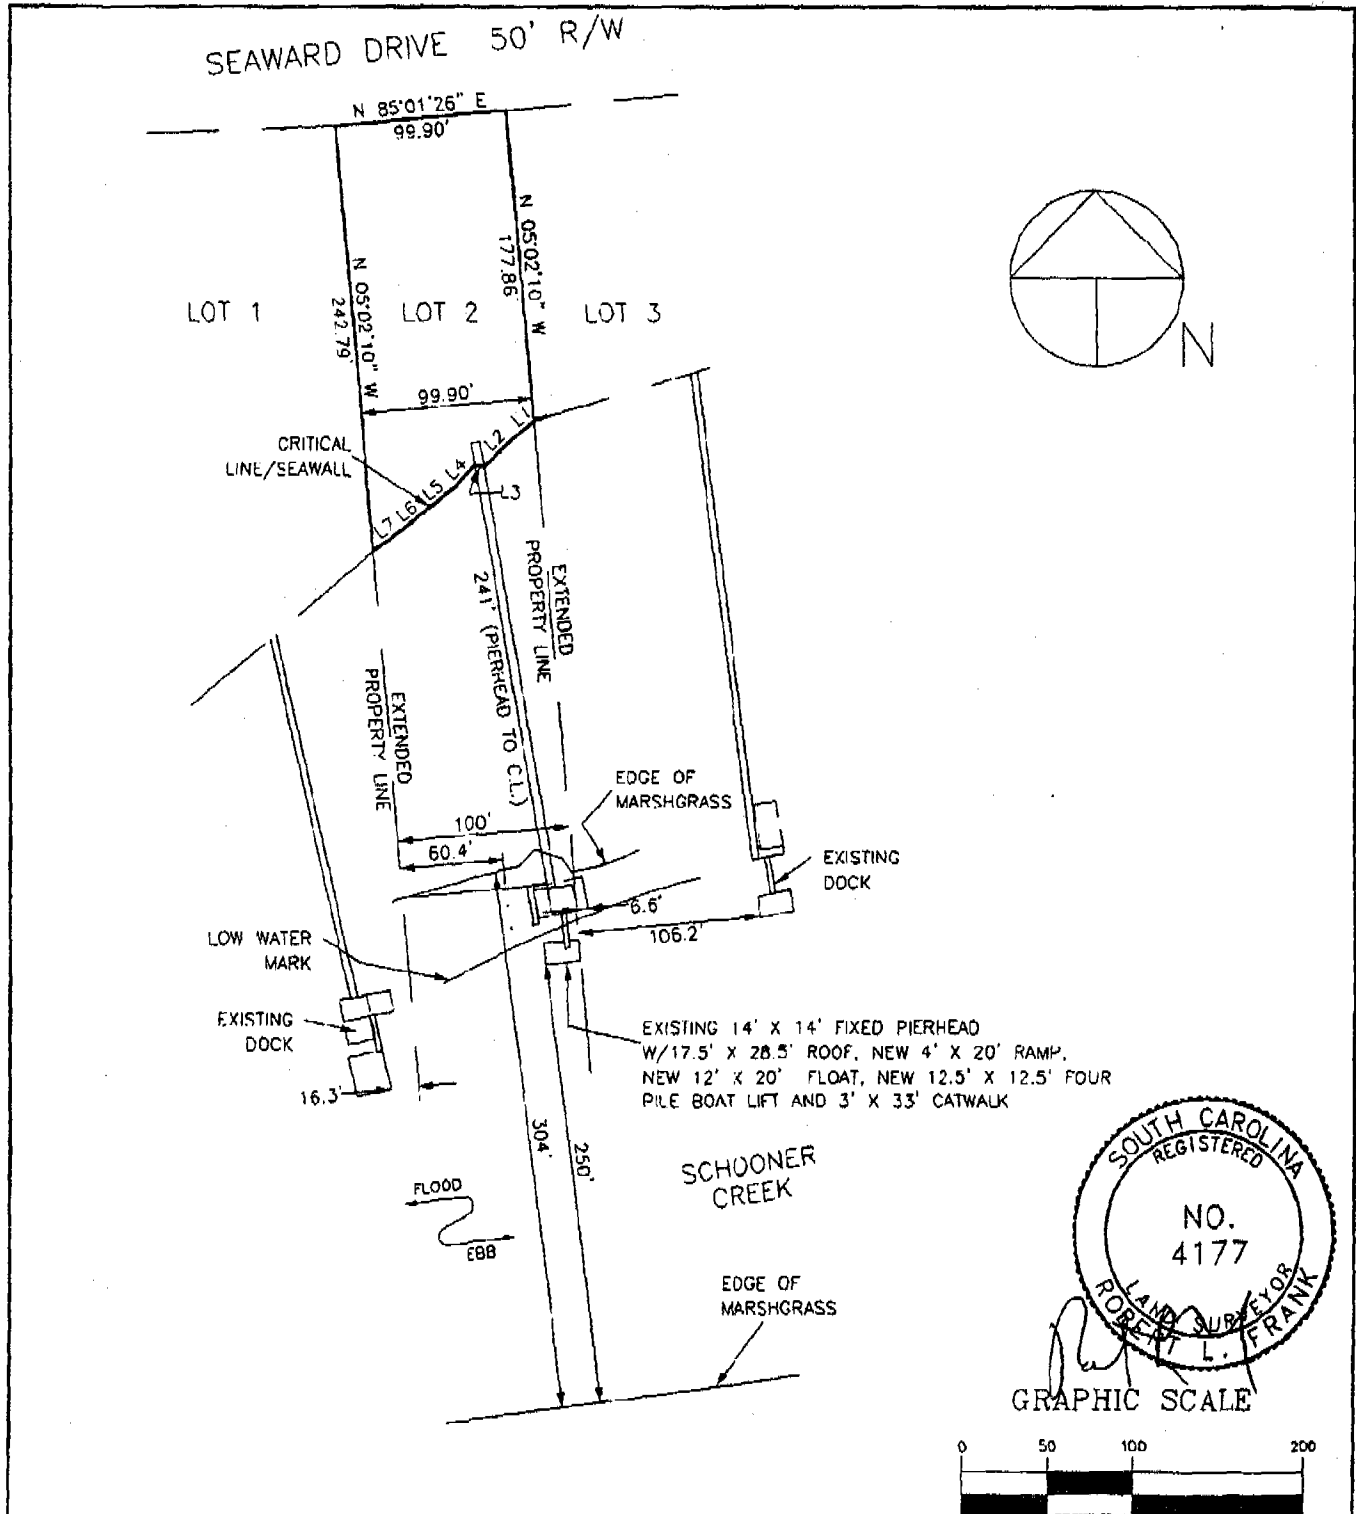 SEAWARD DRIVE 50' R/W
N 85°01'26" E
99.90'
N 05°02'10" W
177.86'
N 05°02'10" W
242.79'
LOT 1
LOT 2
LOT 3
N
99.90'
CRITICAL
LINE/SEAWALL
L1
L2
L3
L4
L5
L6
L7
241' (PIERHEAD TO C.L.)
EXTENDED
PROPERTY LINE
EXTENDED
PROPERTY LINE
EDGE OF
MARSHGRASS
100'
60.4'
EXISTING
DOCK
6.6'
106.2'
LOW WATER
MARK
EXISTING
DOCK
16.3'
EXISTING 14' X 14' FIXED PIERHEAD
W/17.5' X 28.5' ROOF, NEW 4' X 20' RAMP,
NEW 12' X 20' FLOAT, NEW 12.5' X 12.5' FOUR
PILE BOAT LIFT AND 3' X 33' CATWALK
304'
250'
SCHOONER
CREEK
FLOOD
EBB
EDGE OF
MARSHGRASS
SOUTH CAROLINA
REGISTERED
NO.
4177
LAND SURVEYOR
ROBERT L. FRANK
GRAPHIC SCALE
0 50 100 200